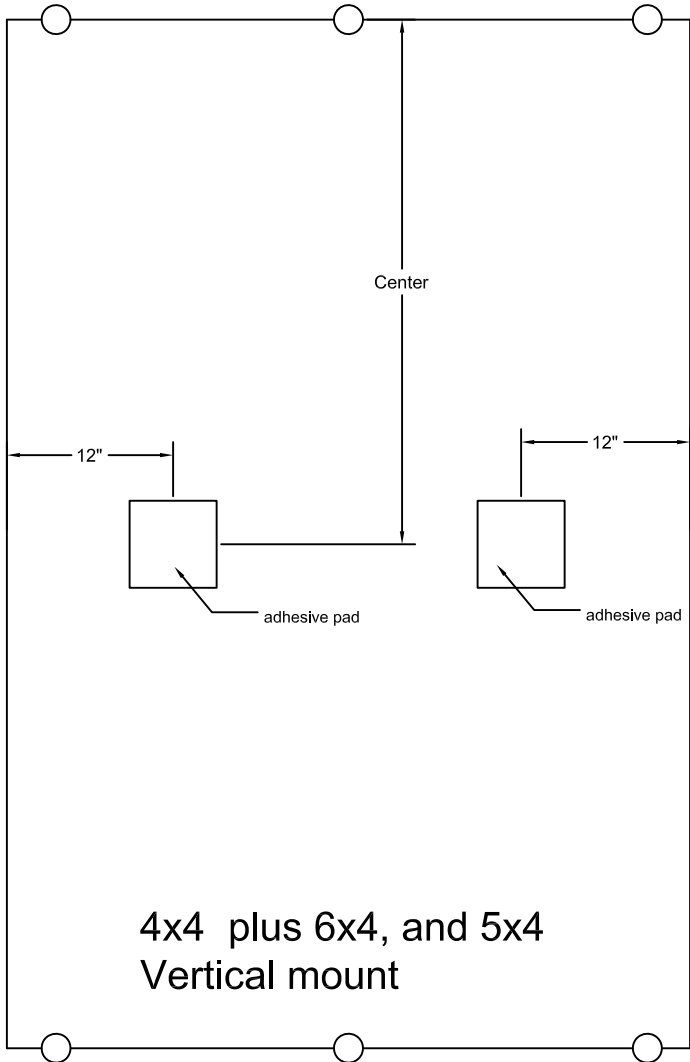 Center
12"
12"
adhesive pad
adhesive pad
4x4 plus 6x4, and 5x4
Vertical mount